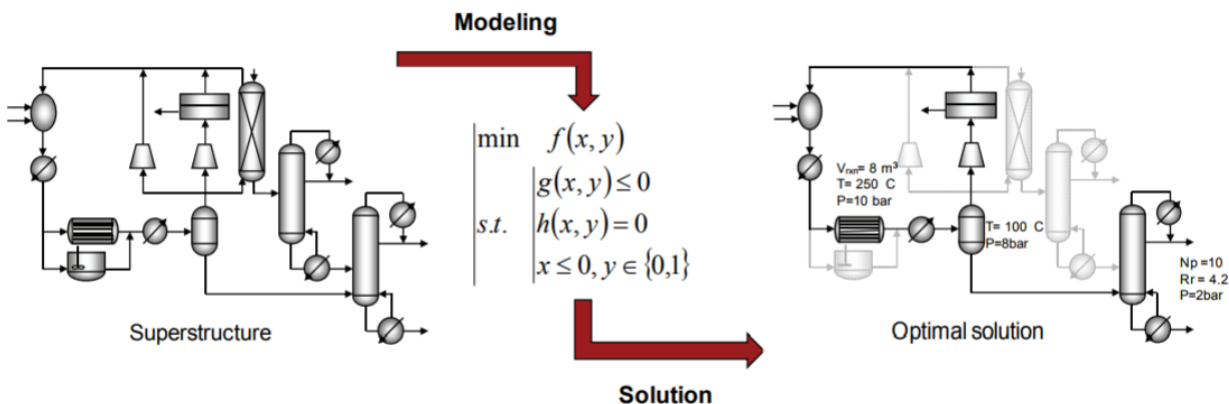 Modeling
min f(x, y)
g(x, y) ≤ 0
s.t. h(x, y) = 0
x ≤ 0, y ∈ {0,1}
Superstructure
Solution
V_rxn= 8 m³
T= 250 C
P=10 bar
T= 100 C
P=8bar
Np =10
Rr = 4.2
P=2bar
Optimal solution